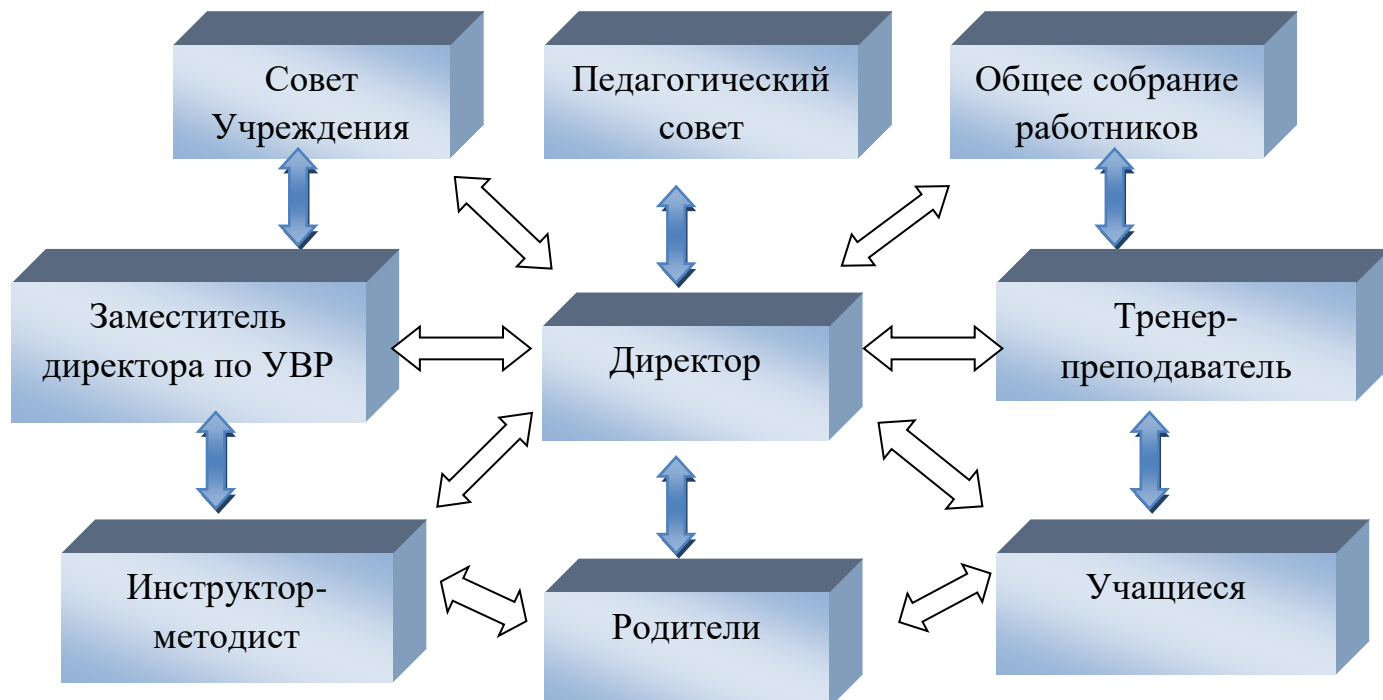 Совет
Учреждения
Педагогический
совет
Общее собрание
работников
Заместитель
директора по УВР
Директор
Тренер-
преподаватель
Инструктор-
методист
Родители
Учащиеся